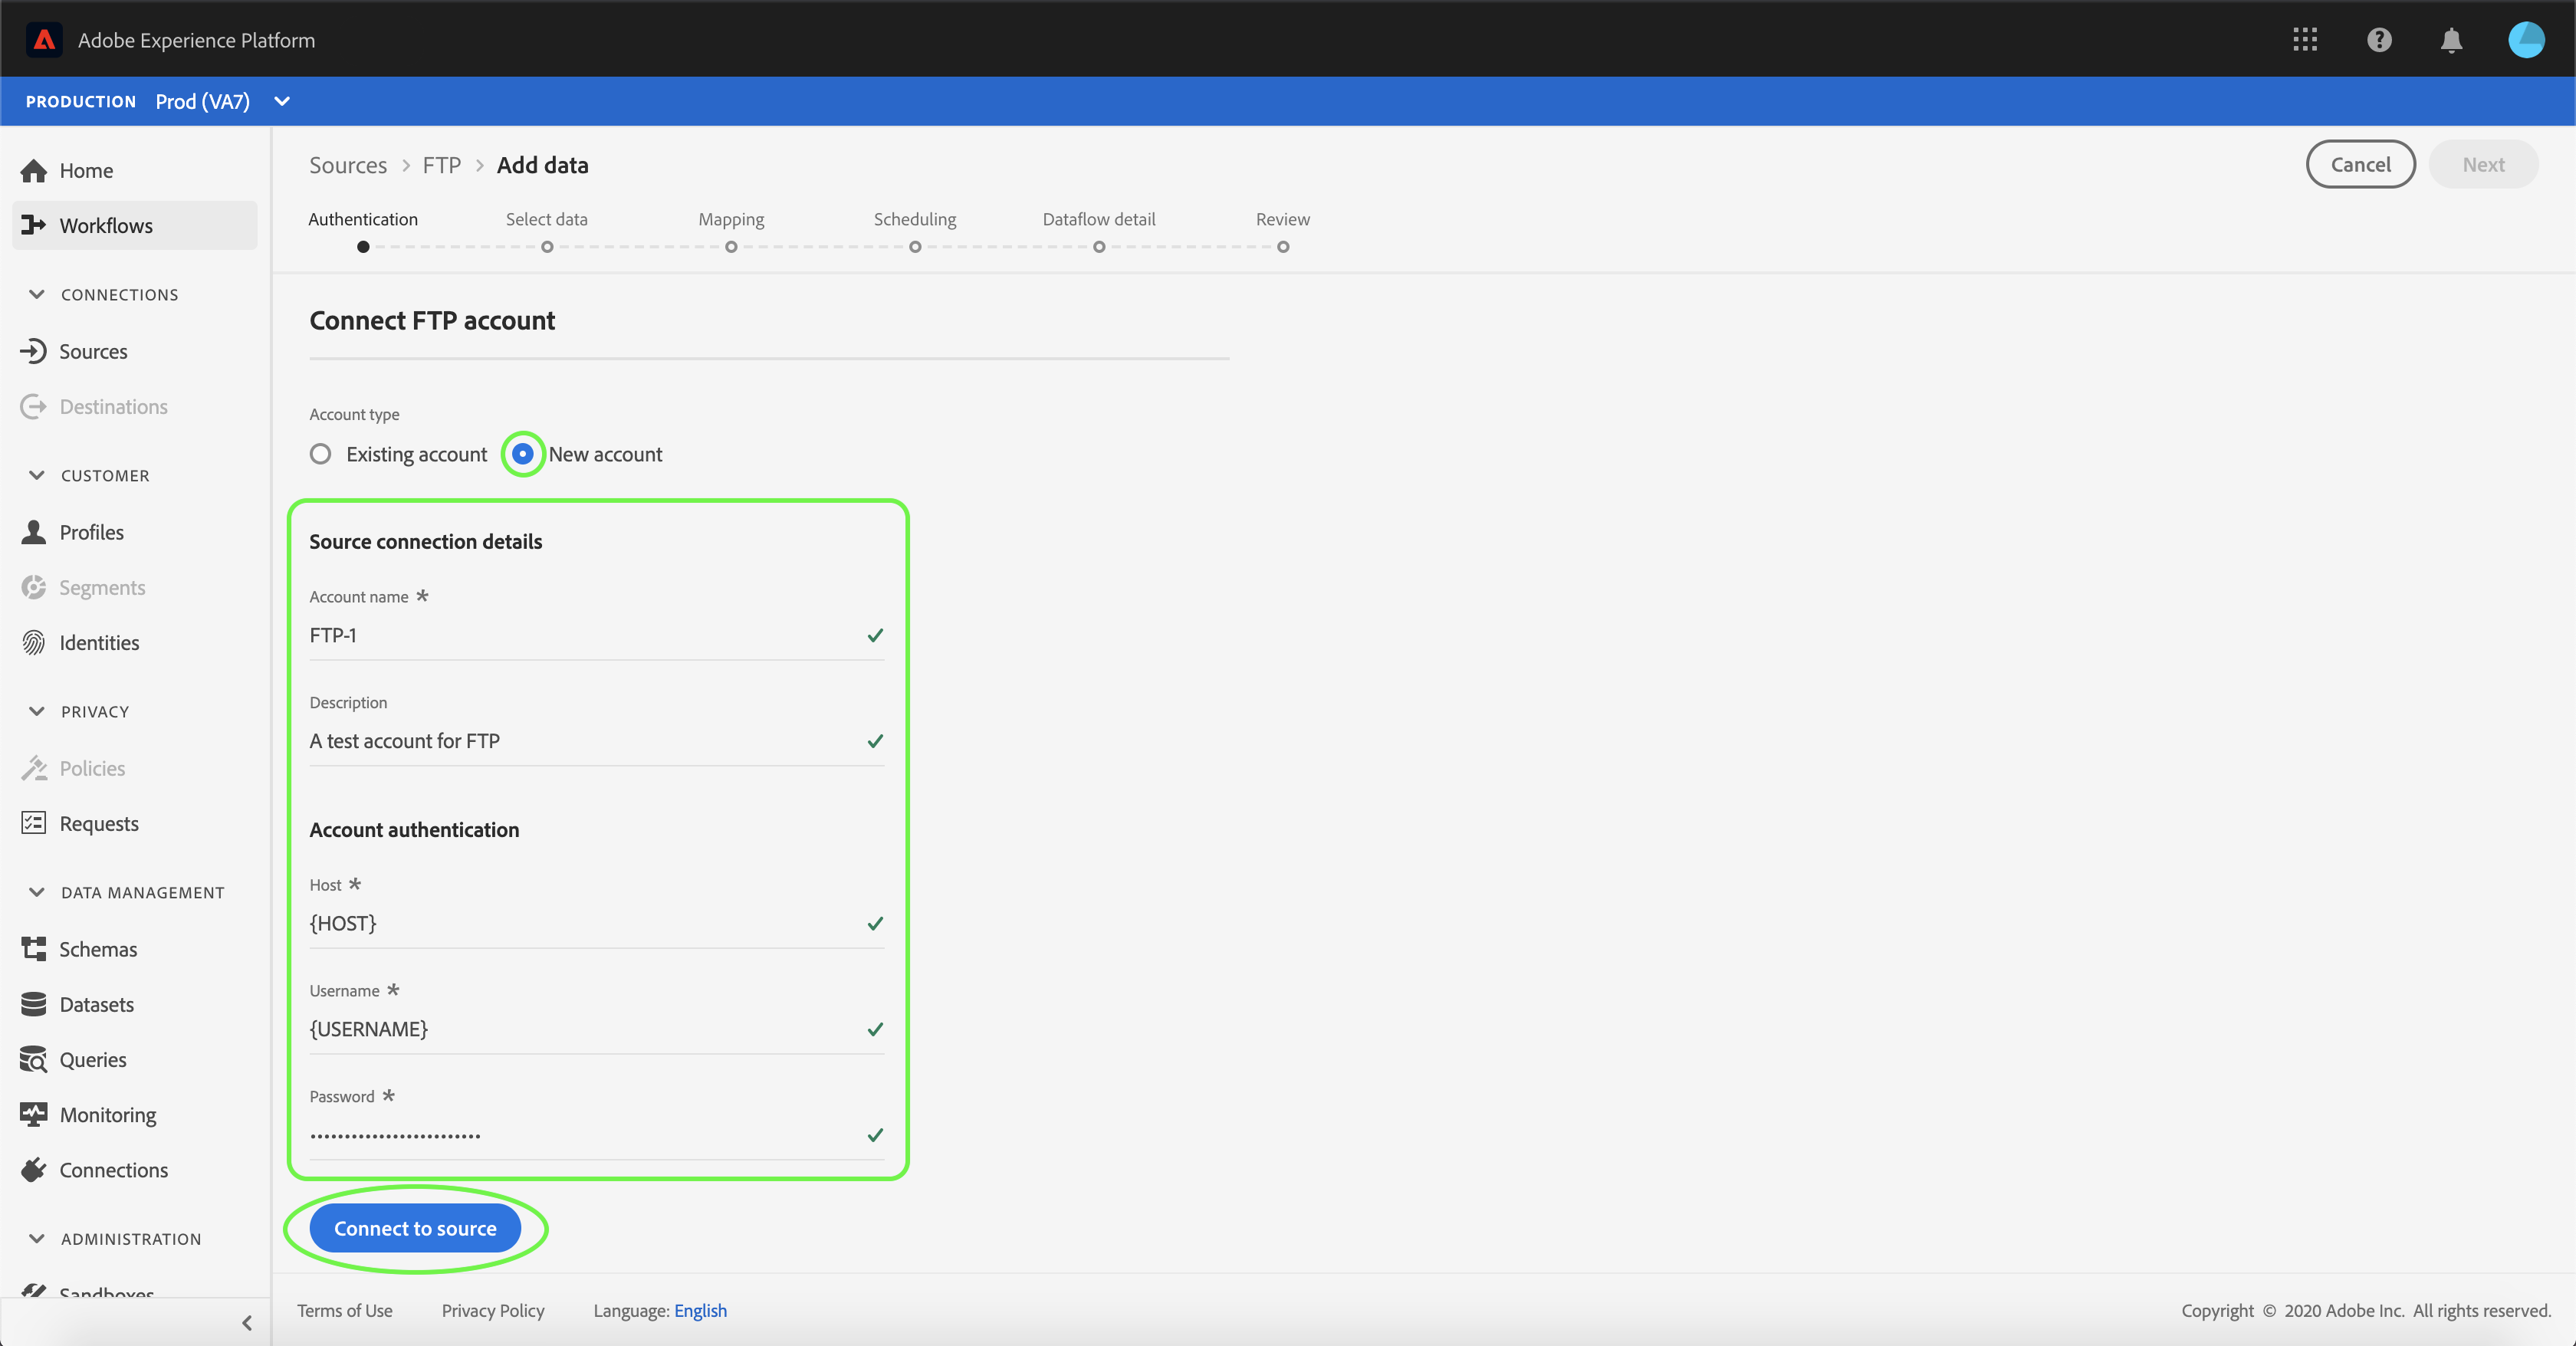 Adobe Experience Platform
PRODUCTION Prod (VA7)
Home
Workflows
CONNECTIONS
Sources
Destinations
CUSTOMER
Profiles
Segments
Identities
PRIVACY
Policies
Requests
DATA MANAGEMENT
Schemas
Datasets
Queries
Monitoring
Connections
ADMINISTRATION
Sandboxes
Sources > FTP > Add data
Cancel Next
Authentication Select data Mapping Scheduling Dataflow detail Review
Connect FTP account
Account type
Existing account New account
Source connection details
Account name *
FTP-1
Description
A test account for FTP
Account authentication
Host *
{HOST}
Username *
{USERNAME}
Password *
•••••••••••••••••••••••••
Connect to source
Terms of Use Privacy Policy Language: English
Copyright © 2020 Adobe Inc. All rights reserved.